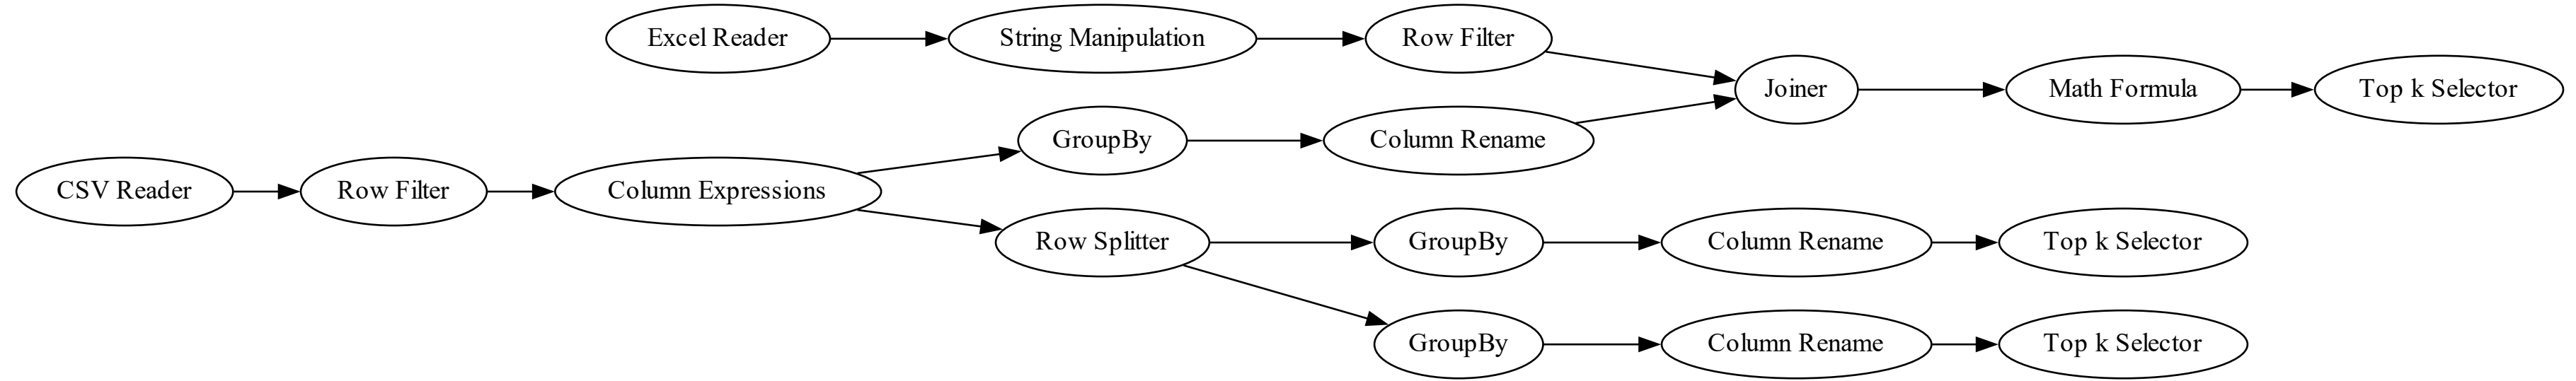 Excel Reader
String Manipulation
Row Filter
Joiner
Math Formula
Top k Selector
GroupBy
Column Rename
CSV Reader
Row Filter
Column Expressions
Row Splitter
GroupBy
Column Rename
Top k Selector
GroupBy
Column Rename
Top k Selector